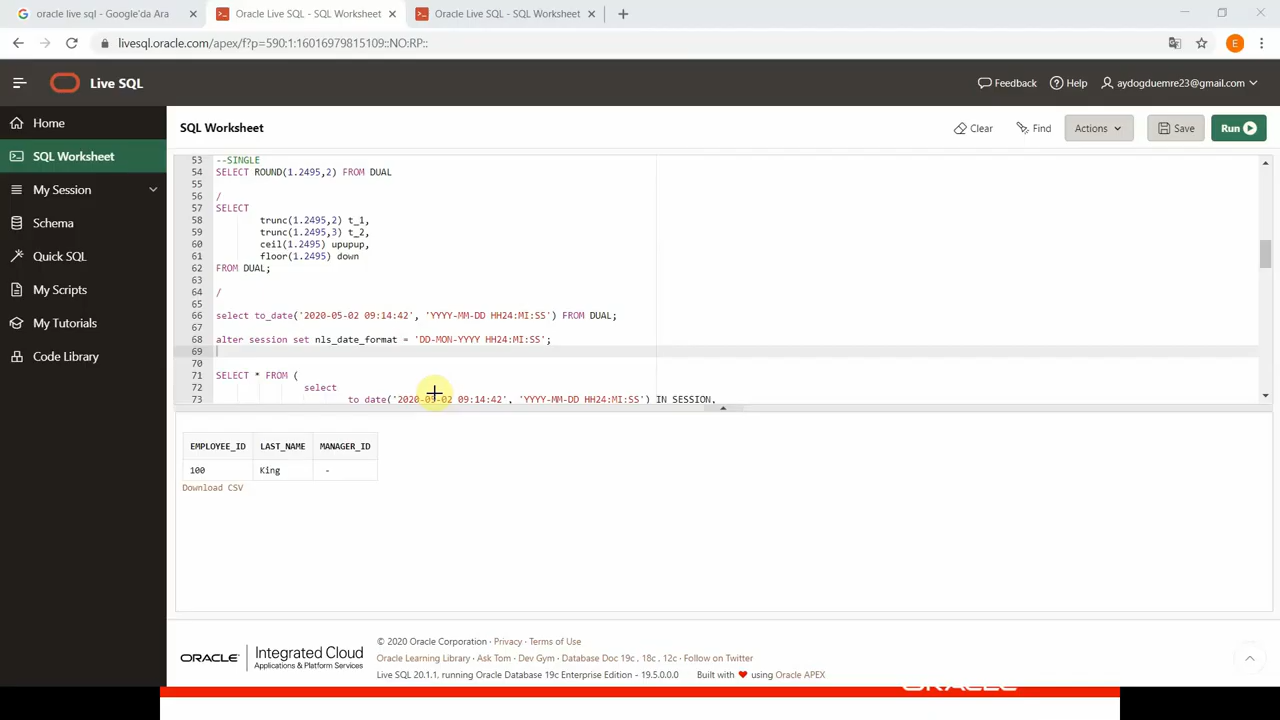 oracle live sql - Google'da Ara
Oracle Live SQL - SQL Worksheet
Oracle Live SQL - SQL Worksheet
livesql.oracle.com/apex/f?p=590:1:16016979815109::NO:RP::
E
Live SQL
Feedback
Help
aydogduemre23@gmail.com
Home
SQL Worksheet
My Session
Schema
Quick SQL
My Scripts
My Tutorials
Code Library
SQL Worksheet
Clear
Find
Actions
Save
Run
53 --SINGLE
54 SELECT ROUND(1.2495,2) FROM DUAL
55
56 /
57 SELECT
58 trunc(1.2495,2) t_1,
59 trunc(1.2495,3) t_2,
60 ceil(1.2495) upupup,
61 floor(1.2495) down
62 FROM DUAL;
63
64 /
65
66 select to_date('2020-05-02 09:14:42', 'YYYY-MM-DD HH24:MI:SS') FROM DUAL;
67
68 alter session set nls_date_format = 'DD-MON-YYYY HH24:MI:SS';
69
70
71 SELECT * FROM (
72 select
73 to_date('2020-05-02 09:14:42', 'YYYY-MM-DD HH24:MI:SS') IN_SESSION,
EMPLOYEE_ID LAST_NAME MANAGER_ID
100 King -
Download CSV
ORACLE Integrated Cloud
Applications & Platform Services
© 2020 Oracle Corporation · Privacy · Terms of Use
Oracle Learning Library · Ask Tom · Dev Gym · Database Doc 19c, 18c, 12c · Follow on Twitter
Live SQL 20.1.1, running Oracle Database 19c Enterprise Edition - 19.5.0.0.0 Built with ❤ using Oracle APEX
ORACLE